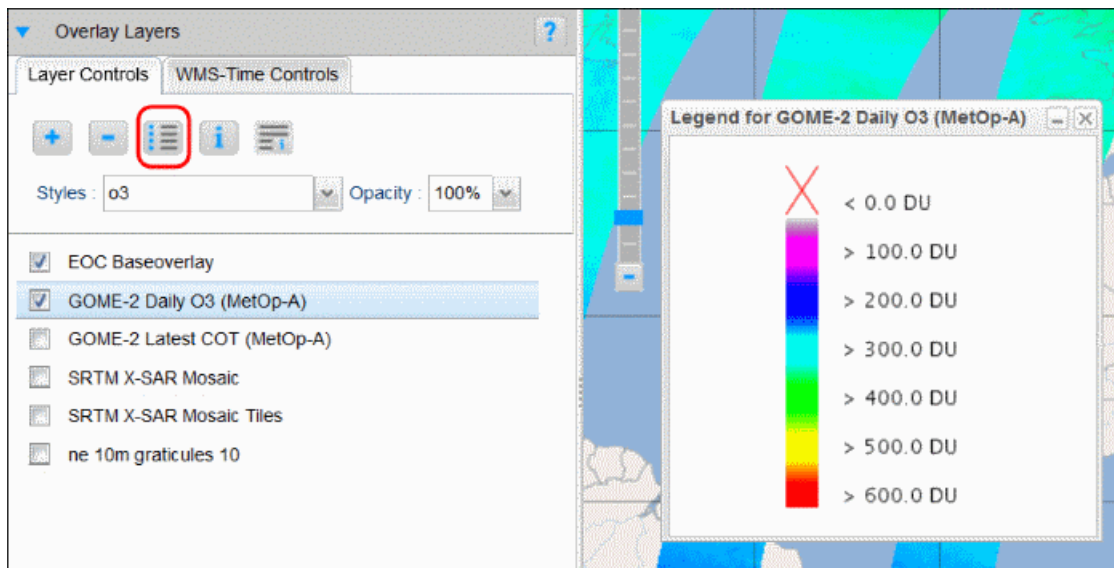 Overlay Layers
?
Layer Controls
WMS-Time Controls
+ - i i
Styles : o3 Opacity : 100%
EOC Baseoverlay
GOME-2 Daily O3 (MetOp-A)
GOME-2 Latest COT (MetOp-A)
SRTM X-SAR Mosaic
SRTM X-SAR Mosaic Tiles
ne 10m graticules 10
-
Legend for GOME-2 Daily O3 (MetOp-A)
< 0.0 DU
> 100.0 DU
> 200.0 DU
> 300.0 DU
> 400.0 DU
> 500.0 DU
> 600.0 DU